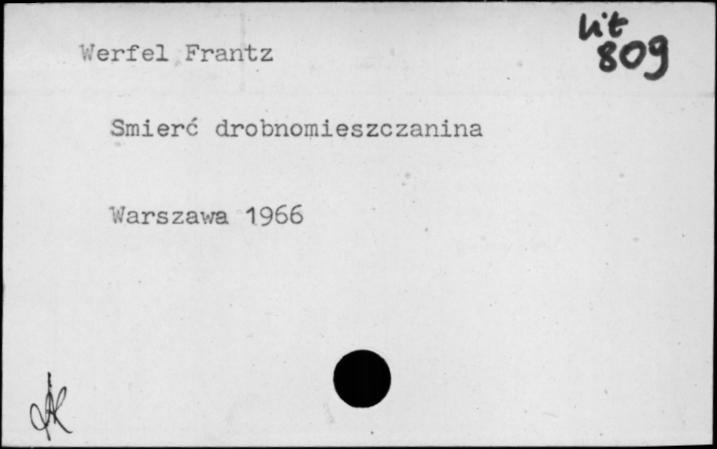 Lit
809
Werfel Frantz
Smierć drobnomieszczanina
Warszawa 1966